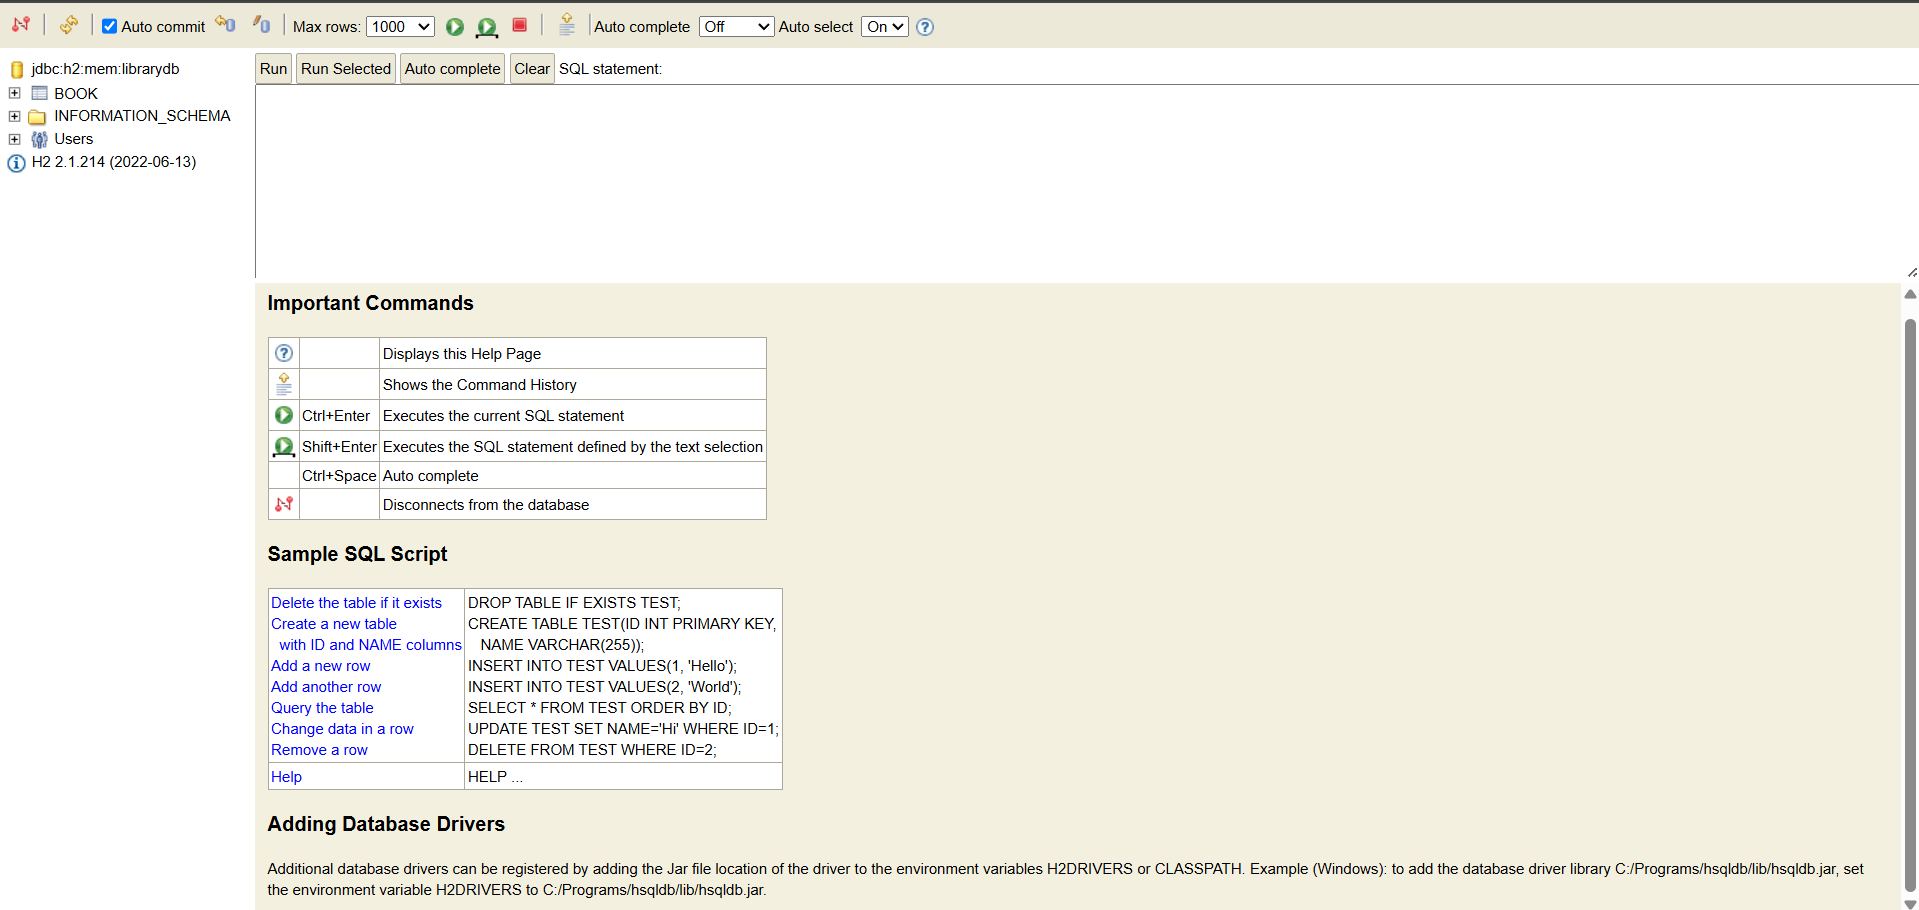 Auto commit Max rows: 1000 Auto complete Off Auto select On
jdbc:h2:mem:librarydb
BOOK
INFORMATION_SCHEMA
Users
H2 2.1.214 (2022-06-13)
Run Run Selected Auto complete Clear SQL statement:
Important Commands
Displays this Help Page
Shows the Command History
Ctrl+Enter Executes the current SQL statement
Shift+Enter Executes the SQL statement defined by the text selection
Ctrl+Space Auto complete
Disconnects from the database
Sample SQL Script
Delete the table if it exists DROP TABLE IF EXISTS TEST;
Create a new table CREATE TABLE TEST(ID INT PRIMARY KEY,
with ID and NAME columns NAME VARCHAR(255));
Add a new row INSERT INTO TEST VALUES(1, 'Hello');
Add another row INSERT INTO TEST VALUES(2, 'World');
Query the table SELECT * FROM TEST ORDER BY ID;
Change data in a row UPDATE TEST SET NAME='Hi' WHERE ID=1;
Remove a row DELETE FROM TEST WHERE ID=2;
Help HELP ...
Adding Database Drivers
Additional database drivers can be registered by adding the Jar file location of the driver to the environment variables H2DRIVERS or CLASSPATH. Example (Windows): to add the database driver library C:/Programs/hsqldb/lib/hsqldb.jar, set
the environment variable H2DRIVERS to C:/Programs/hsqldb/lib/hsqldb.jar.